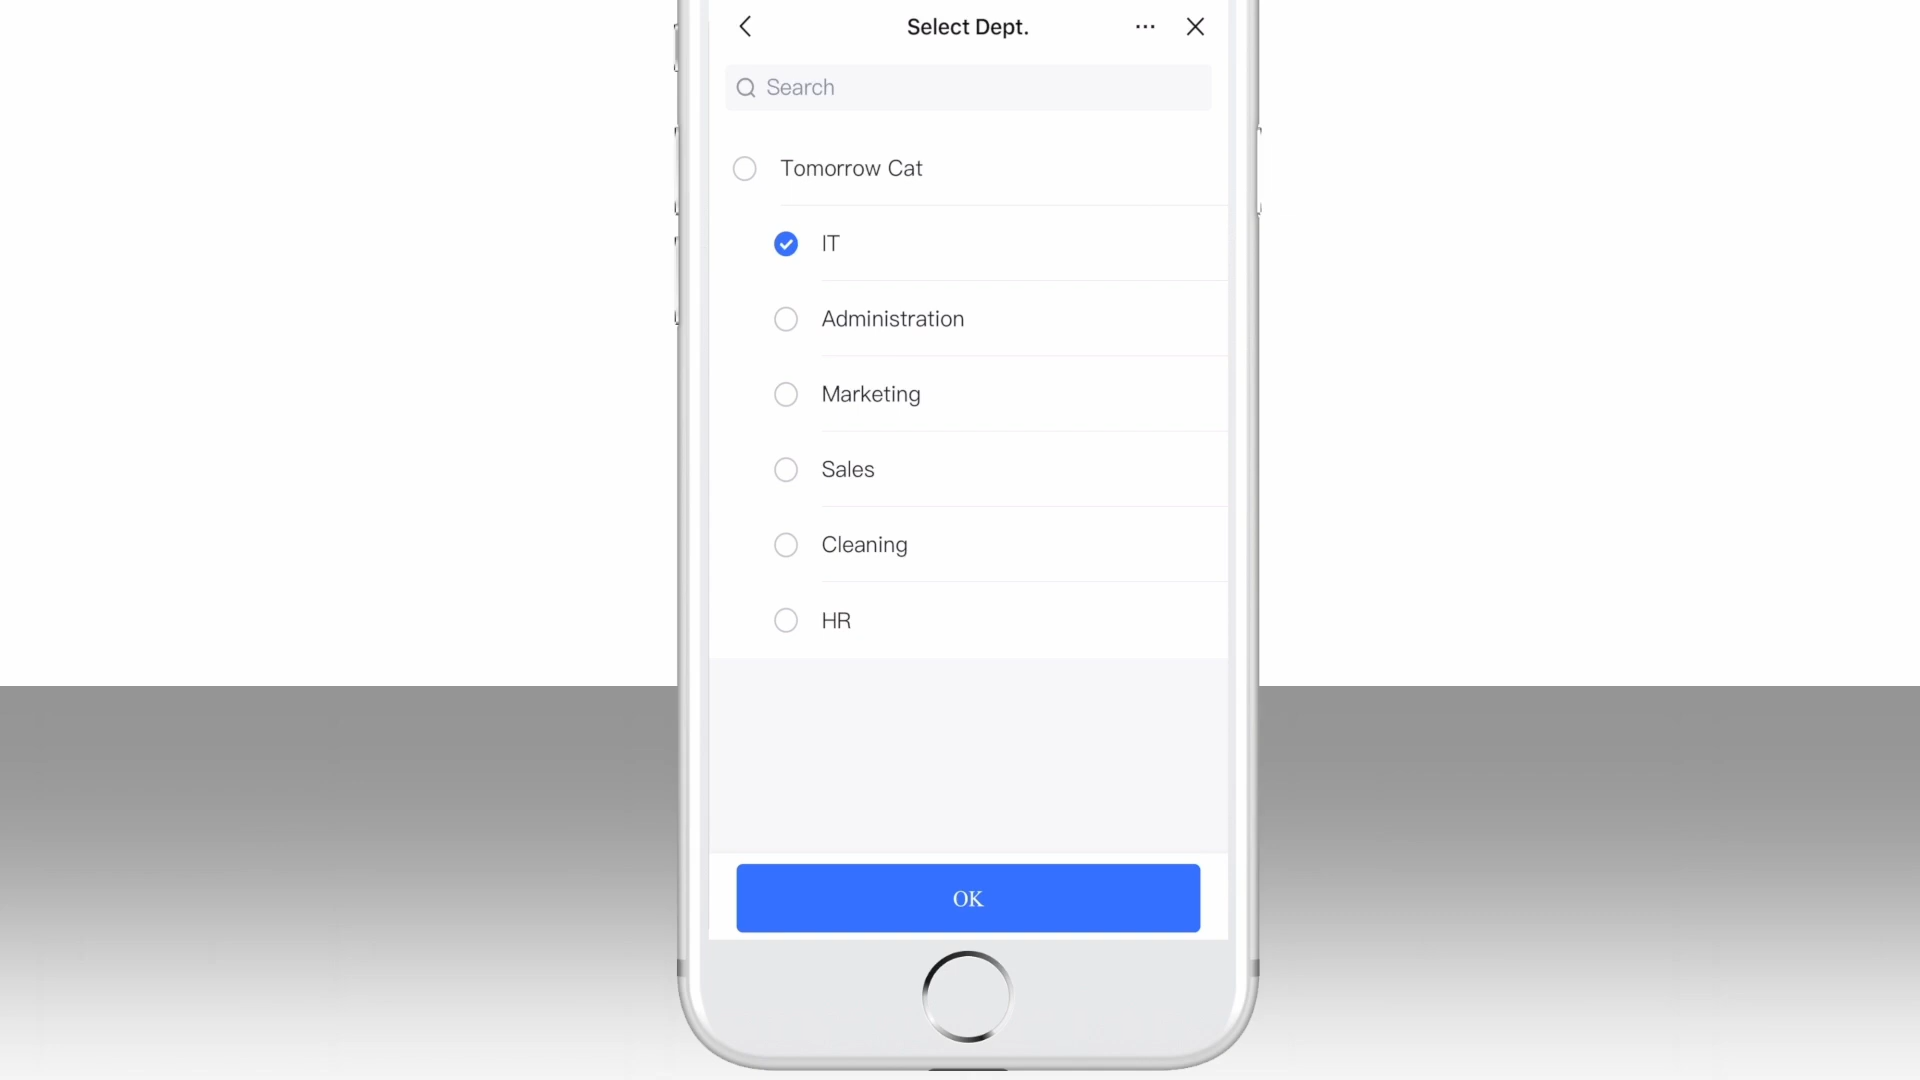 Select Dept.
Search
Tomorrow Cat
IT
Administration
Marketing
Sales
Cleaning
HR
OK